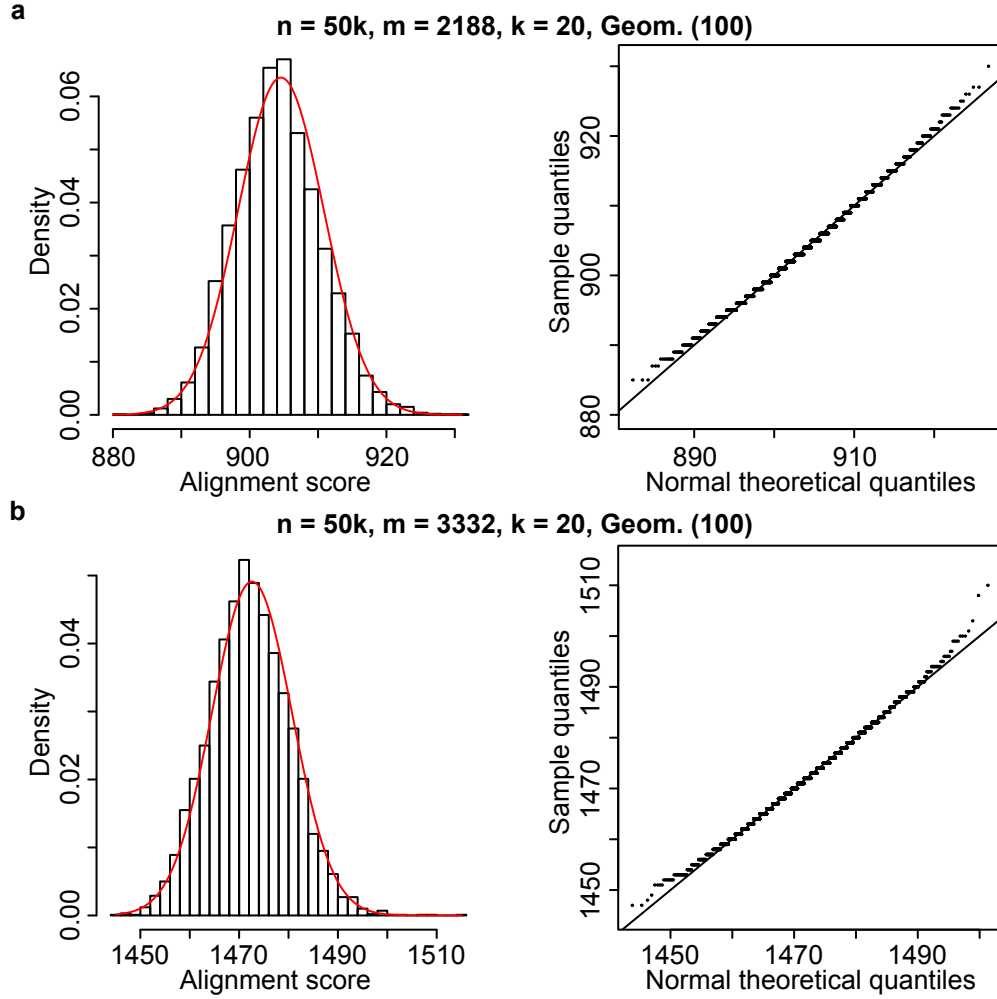 a
n = 50k, m = 2188, k = 20, Geom. (100)
Density
0.00 0.02 0.04 0.06
880 900 920
Alignment score
Sample quantiles
880 900 920
890 910
Normal theoretical quantiles
b
n = 50k, m = 3332, k = 20, Geom. (100)
Density
0.00 0.02 0.04
1450 1470 1490 1510
Alignment score
Sample quantiles
1450 1470 1490 1510
1450 1470 1490
Normal theoretical quantiles